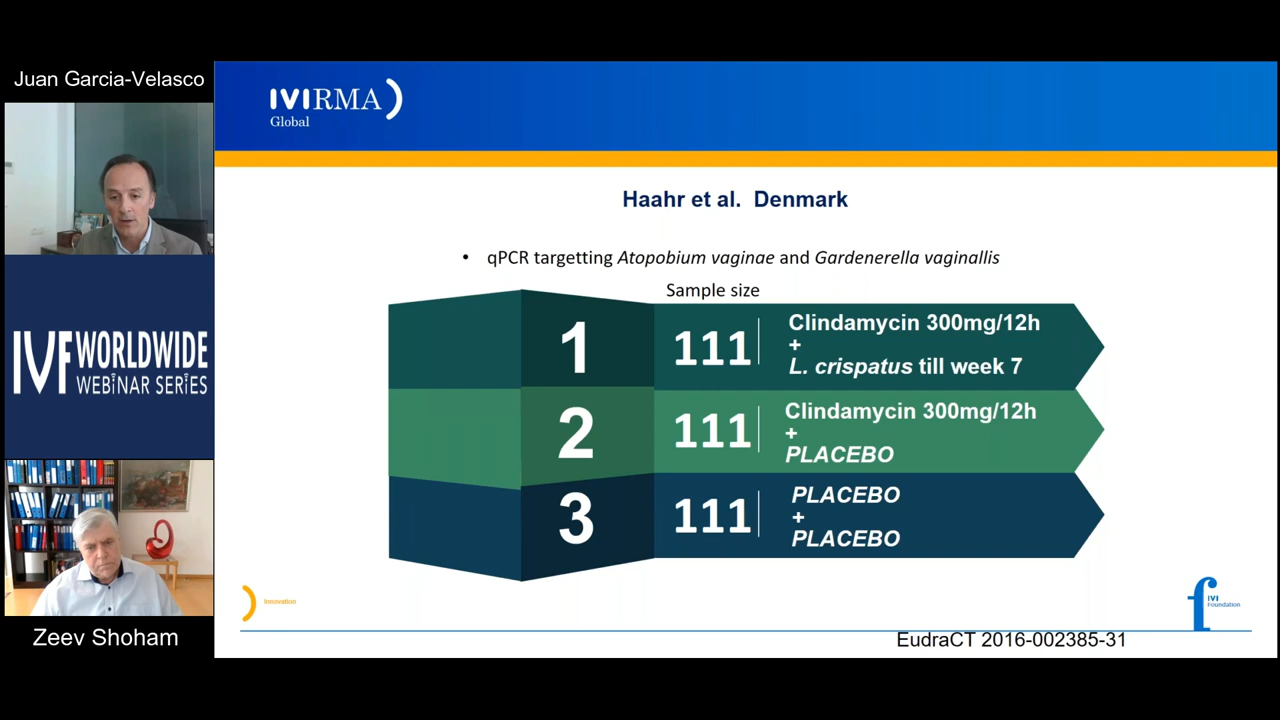 Juan Garcia-Velasco
IVF WORLDWIDE
WEBINAR SERIES
Zeev Shoham
IVIRMA
Global
Haahr et al. Denmark
• qPCR targetting Atopobium vaginae and Gardenerella vaginallis
Sample size
1
111
Clindamycin 300mg/12h
+
L. crispatus till week 7
2
111
Clindamycin 300mg/12h
+
PLACEBO
3
111
PLACEBO
+
PLACEBO
Innovation
IVI
Foundation
EudraCT 2016-002385-31